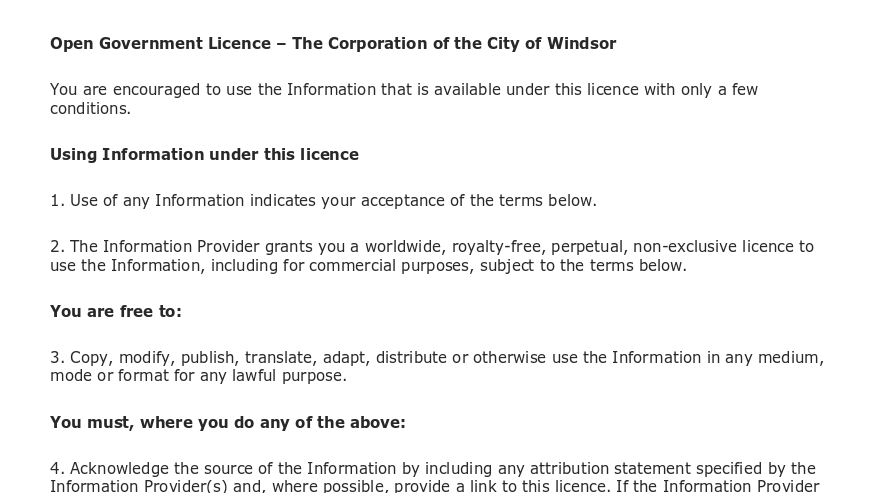 Open Government Licence – The Corporation of the City of Windsor
You are encouraged to use the Information that is available under this licence with only a few
conditions.
Using Information under this licence
1. Use of any Information indicates your acceptance of the terms below.
2. The Information Provider grants you a worldwide, royalty-free, perpetual, non-exclusive licence to
use the Information, including for commercial purposes, subject to the terms below.
You are free to:
3. Copy, modify, publish, translate, adapt, distribute or otherwise use the Information in any medium,
mode or format for any lawful purpose.
You must, where you do any of the above:
4. Acknowledge the source of the Information by including any attribution statement specified by the
Information Provider(s) and, where possible, provide a link to this licence. If the Information Provider